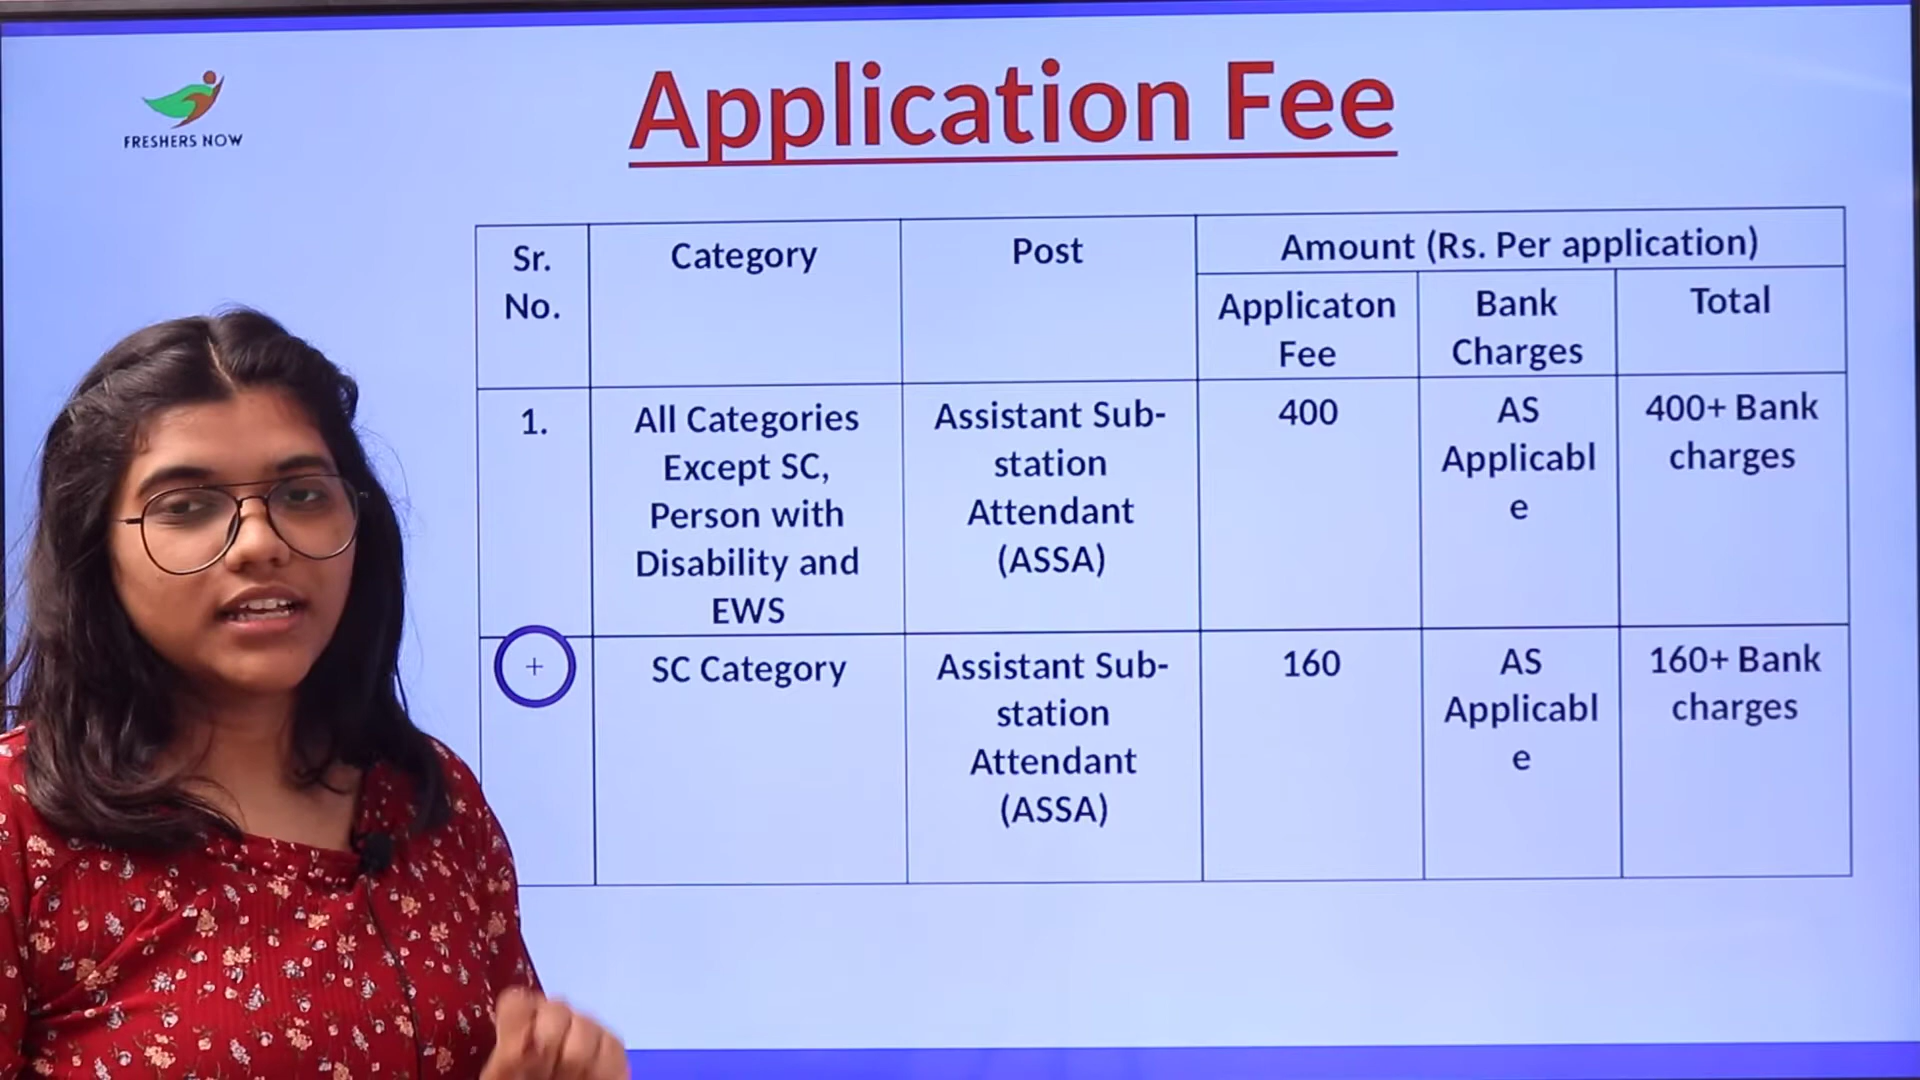 FRESHERS NOW
Application Fee
Sr.
No.
Category
Post
Amount (Rs. Per application)
Applicaton
Fee
Bank
Charges
Total
1.
All Categories
Except SC,
Person with
Disability and
EWS
Assistant Sub-
station
Attendant
(ASSA)
400
AS
Applicabl
e
400+ Bank
charges
+
SC Category
Assistant Sub-
station
Attendant
(ASSA)
160
AS
Applicabl
e
160+ Bank
charges